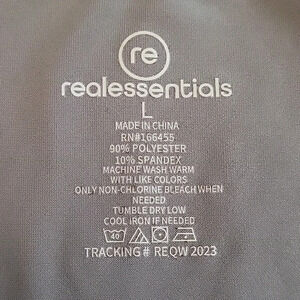 re
realessentials
L
MADE IN CHINA
RN#166455
90% POLYESTER
10% SPANDEX
MACHINE WASH WARM
WITH LIKE COLORS
ONLY NON-CHLORINE BLEACH WHEN
NEEDED
TUMBLE DRY LOW
COOL IRON IF NEEDED
40
TRACKING # REQW 2023